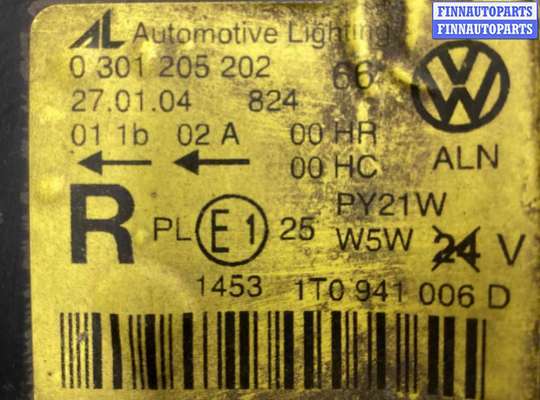 FINNAUTOPARTS
FINNAUTOPARTS
AL Automotive Lighting
0 301 205 202 66
27.01.04 824
01 1b 02 A 00 HR
00 HC ALN
R PL E1 25 PY21W
W5W 24 V
1453 1T0 941 006 D